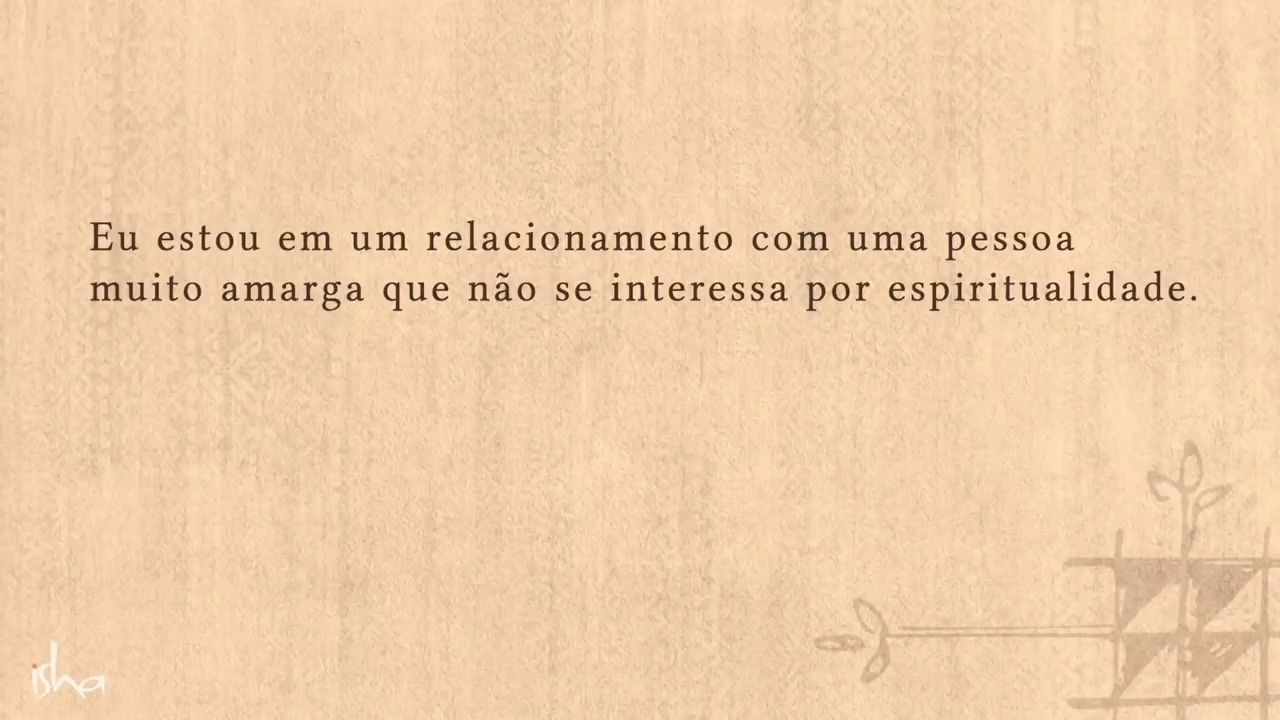 Eu estou em um relacionamento com uma pessoa
muito amarga que não se interessa por espiritualidade.
isha